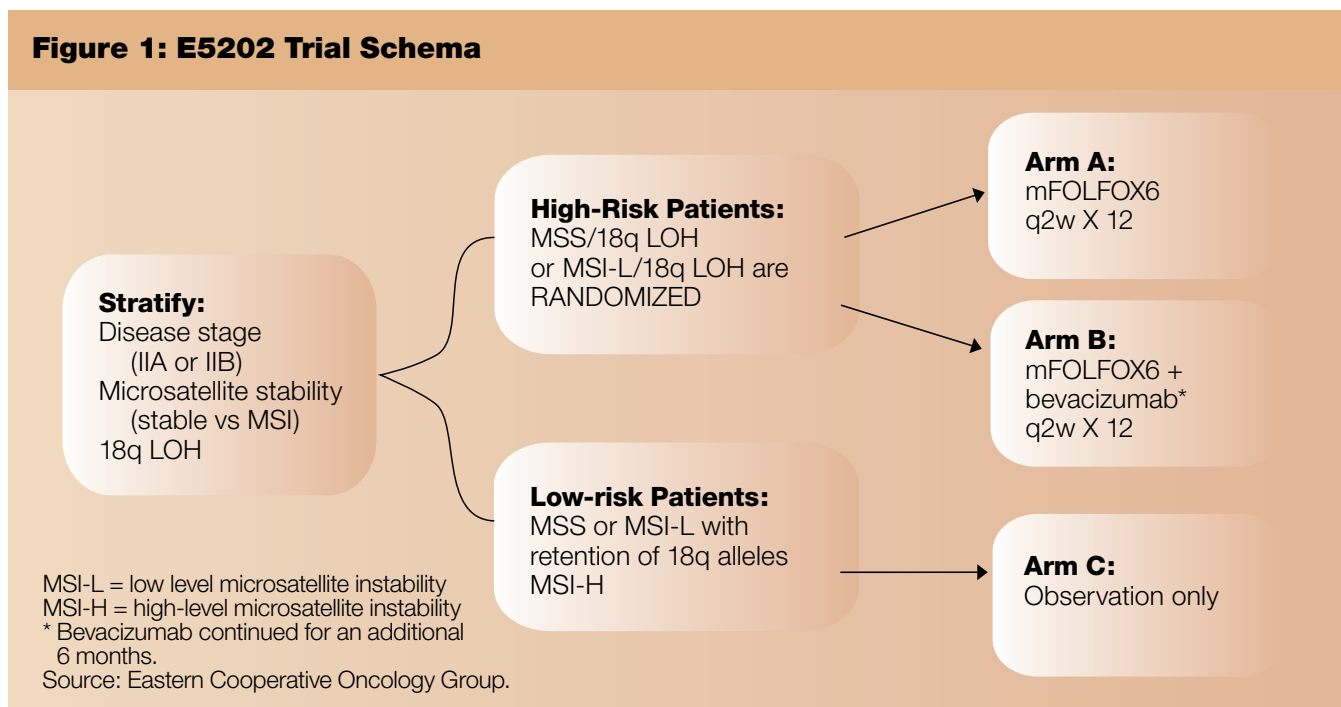 Figure 1: E5202 Trial Schema
Stratify:
Disease stage
(IIA or IIB)
Microsatellite stability
(stable vs MSI)
18q LOH
High-Risk Patients:
MSS/18q LOH
or MSI-L/18q LOH are
RANDOMIZED
Low-risk Patients:
MSS or MSI-L with
retention of 18q alleles
MSI-H
Arm A:
mFOLFOX6
q2w X 12
Arm B:
mFOLFOX6 +
bevacizumab*
q2w X 12
Arm C:
Observation only
MSI-L = low level microsatellite instability
MSI-H = high-level microsatellite instability
* Bevacizumab continued for an additional
6 months.
Source: Eastern Cooperative Oncology Group.